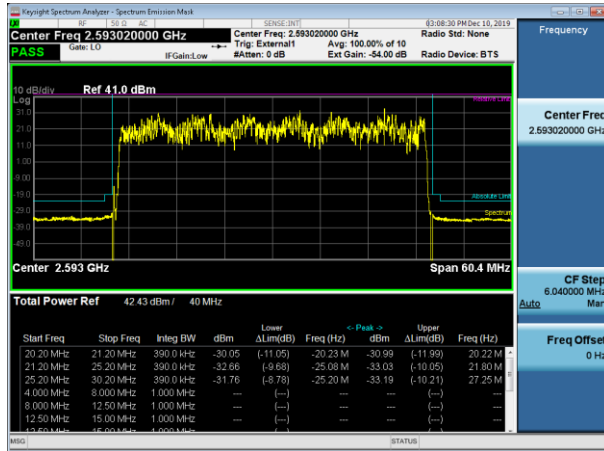 Keysight Spectrum Analyzer - Spectrum Emission Mask
RF 50 Ω AC SENSE:INT 03:08:30 PM Dec 10, 2019
Center Freq 2.593020000 GHz
Center Freq: 2.593020000 GHz Radio Std: None
PASS Gate: LO Trig: External1 Avg: 100.00% of 10
IFGain:Low #Atten: 0 dB Ext Gain: -54.00 dB Radio Device: BTS
10 dB/div Ref 41.0 dBm
Log
31.0
21.0
11.0
1.00
-9.00
-19.0
-29.0
-39.0
-49.0
Absolute Limit
Spectrum
Center 2.593 GHz Span 60.4 MHz
Total Power Ref 42.43 dBm / 40 MHz
Lower <- Peak -> Upper
Start Freq Stop Freq Integ BW dBm ΔLim(dB) Freq (Hz) dBm ΔLim(dB) Freq (Hz)
20.20 MHz 21.20 MHz 390.0 kHz -30.05 (-11.05) -20.23 M -30.99 (-11.99) 20.22 M
21.20 MHz 25.20 MHz 390.0 kHz -32.66 (-9.68) -25.08 M -33.03 (-10.05) 21.80 M
25.20 MHz 30.20 MHz 390.0 kHz -31.76 (-8.78) -25.20 M -33.19 (-10.21) 27.25 M
4.000 MHz 8.000 MHz 1.000 MHz --- (---) --- --- (---) ---
8.000 MHz 12.50 MHz 1.000 MHz --- (---) --- --- (---) ---
12.50 MHz 15.00 MHz 1.000 MHz --- (---) --- --- (---) ---
12.50 MHz 15.00 MHz 1.000 MHz
MSG STATUS
Frequency
Center Freq
2.593020000 GHz
CF Step
6.040000 MHz
Auto Man
Freq Offset
0 Hz